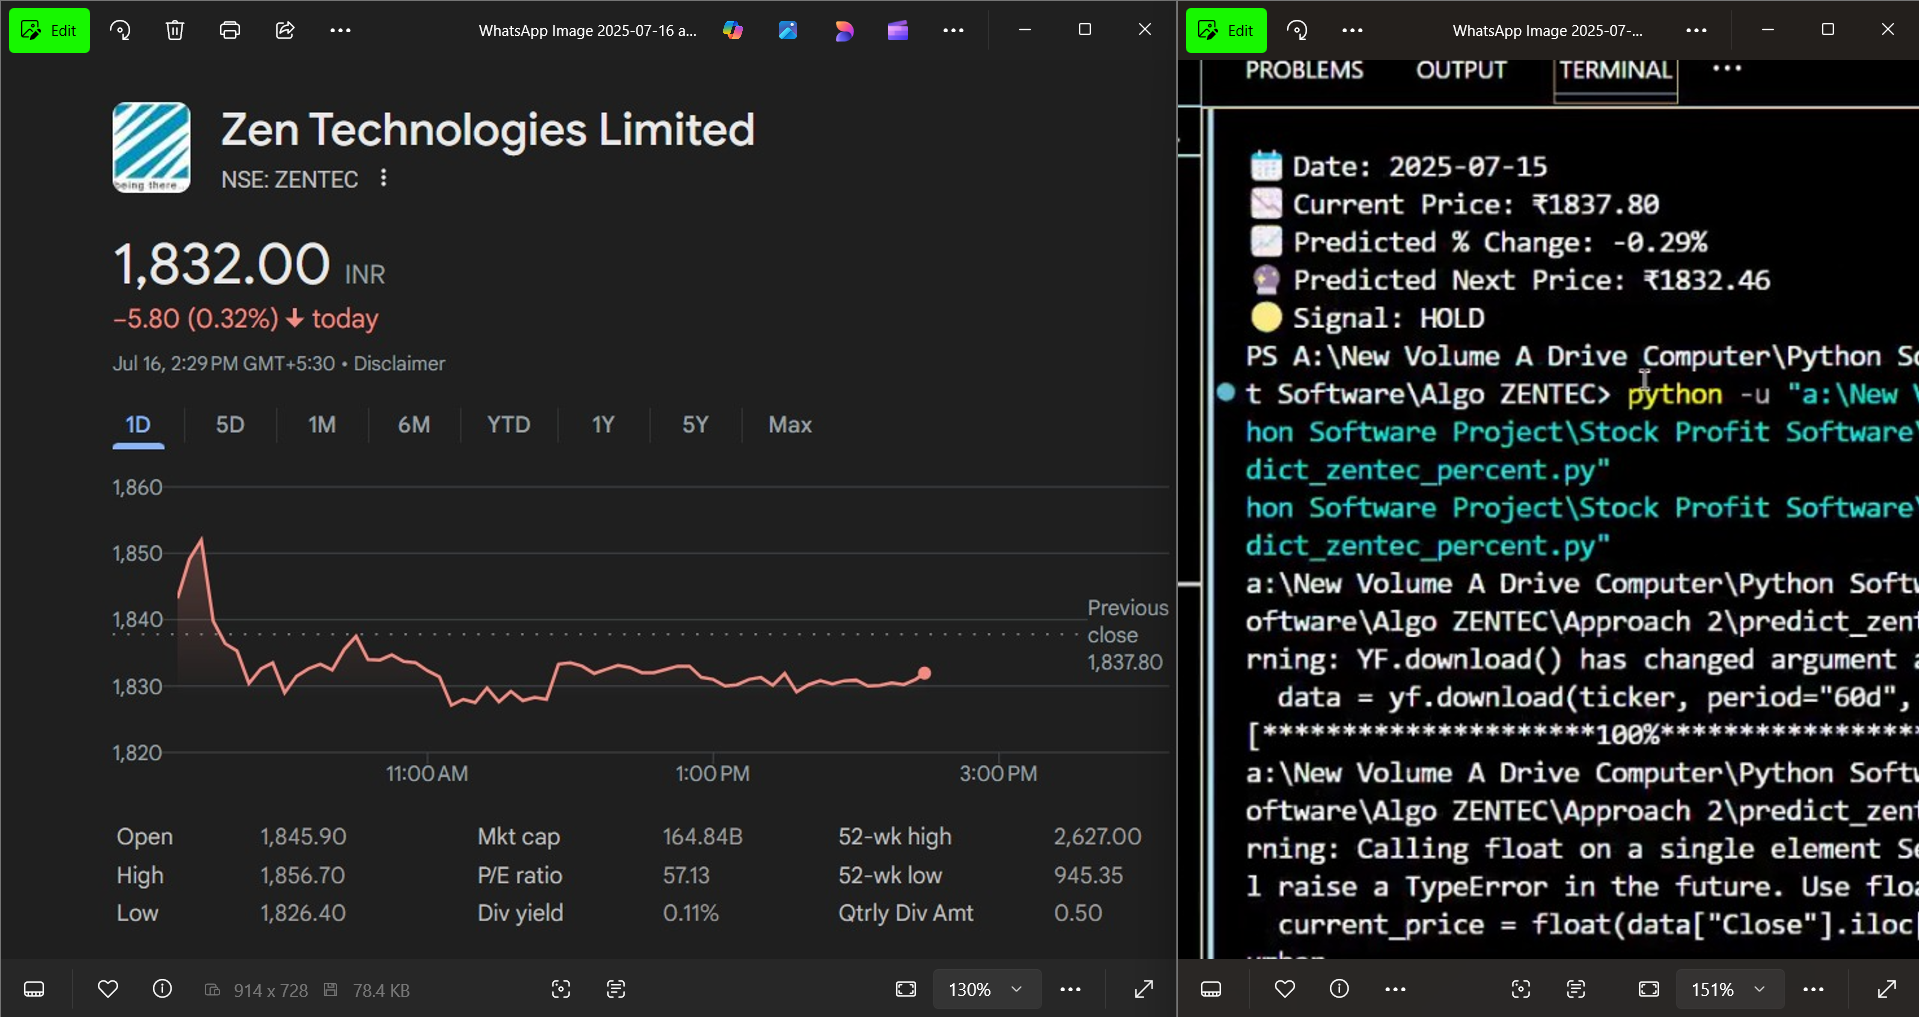 Edit
WhatsApp Image 2025-07-16 a...
Zen Technologies Limited
being there...
NSE: ZENTEC
1,832.00 INR
−5.80 (0.32%) ↓ today
Jul 16, 2:29 PM GMT+5:30 • Disclaimer
1D 5D 1M 6M YTD 1Y 5Y Max
1,860
1,850
1,840
1,830
1,820
Previous
close
1,837.80
11:00 AM 1:00 PM 3:00 PM
Open 1,845.90 Mkt cap 164.84B 52-wk high 2,627.00
High 1,856.70 P/E ratio 57.13 52-wk low 945.35
Low 1,826.40 Div yield 0.11% Qtrly Div Amt 0.50
914 x 728 78.4 KB 130%
Edit
WhatsApp Image 2025-07-...
PROBLEMS OUTPUT TERMINAL ...
Date: 2025-07-15
Current Price: ₹1837.80
Predicted % Change: -0.29%
Predicted Next Price: ₹1832.46
Signal: HOLD
PS A:\New Volume A Drive Computer\Python So
t Software\Algo ZENTEC> python -u "a:\New V
hon Software Project\Stock Profit Software\
dict_zentec_percent.py"
hon Software Project\Stock Profit Software\
dict_zentec_percent.py"
a:\New Volume A Drive Computer\Python Softw
oftware\Algo ZENTEC\Approach 2\predict_zent
rning: YF.download() has changed argument a
data = yf.download(ticker, period="60d",
[**********************100%******************
a:\New Volume A Drive Computer\Python Softw
oftware\Algo ZENTEC\Approach 2\predict_zent
rning: Calling float on a single element Se
l raise a TypeError in the future. Use floa
current_price = float(data["Close"].iloc[
151%